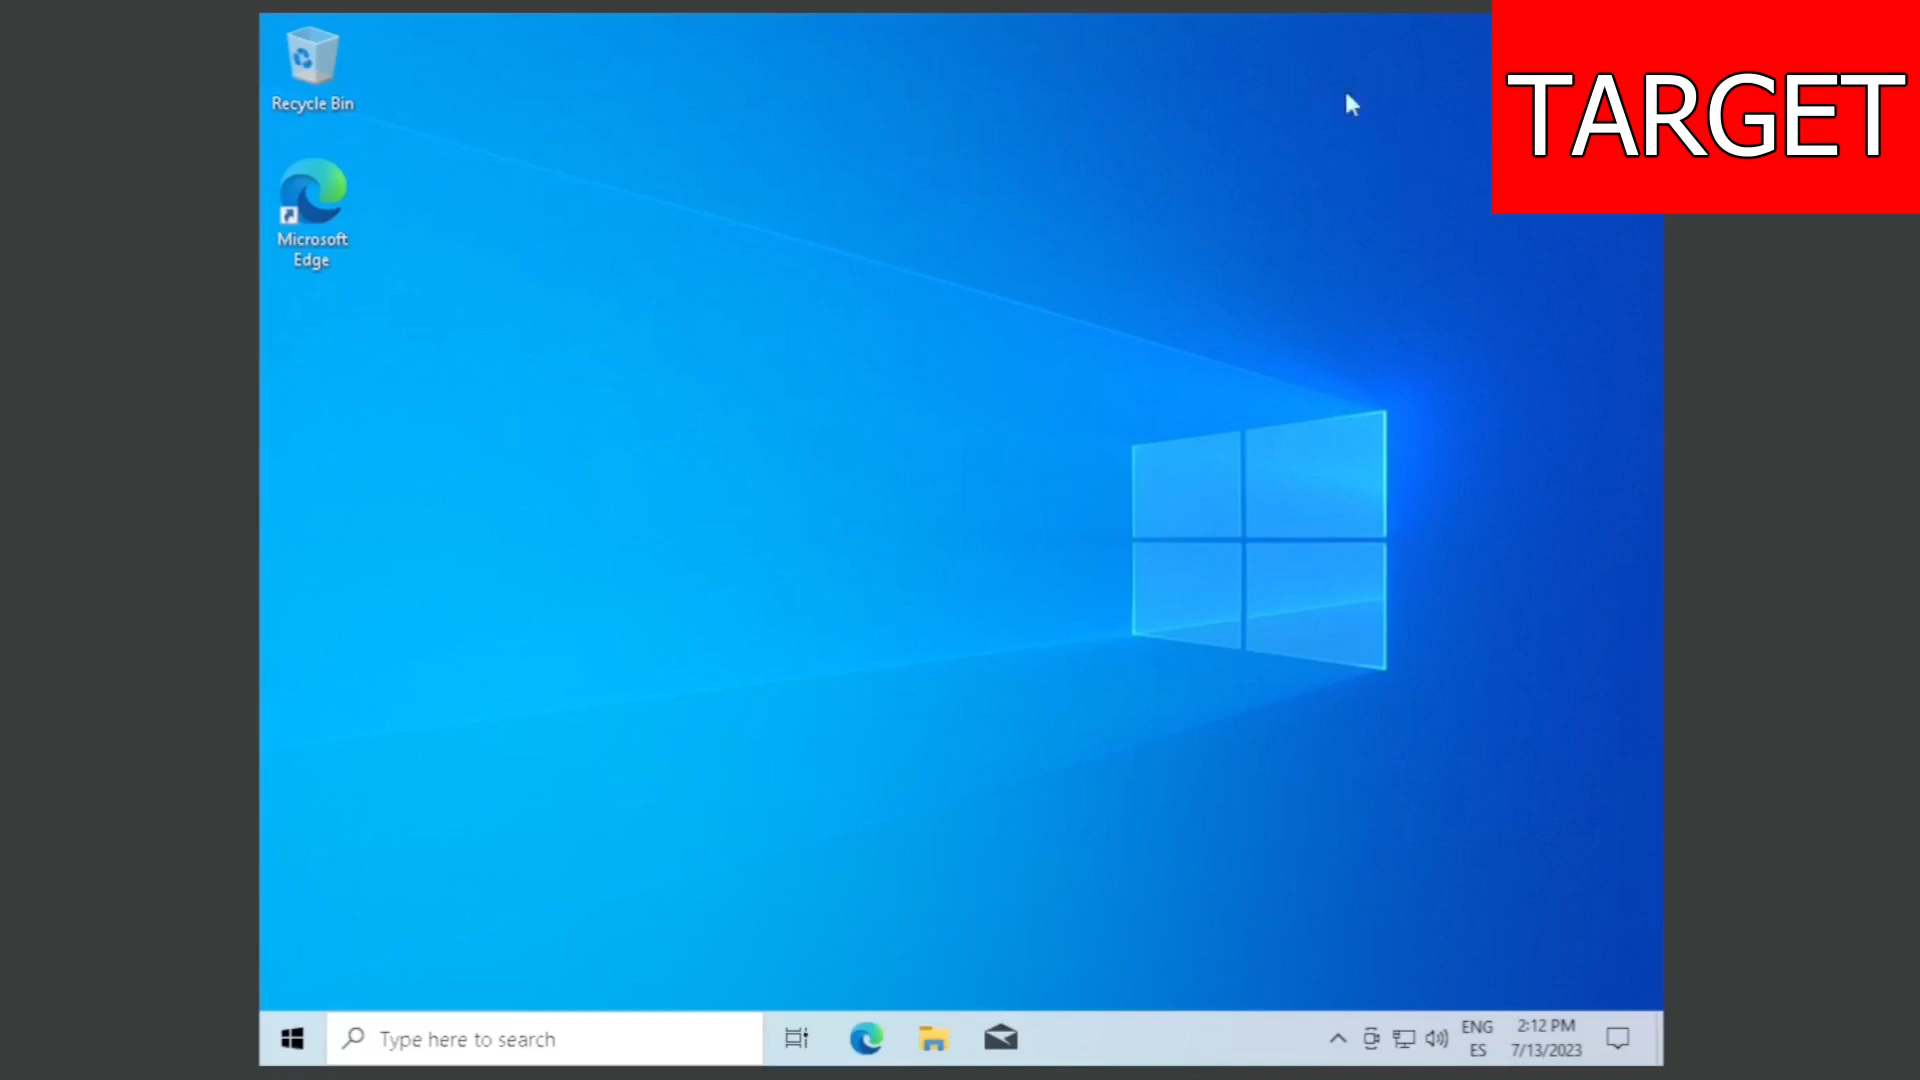 TARGET
Recycle Bin
Microsoft
Edge
Type here to search
ENG
ES
2:12 PM
7/13/2023